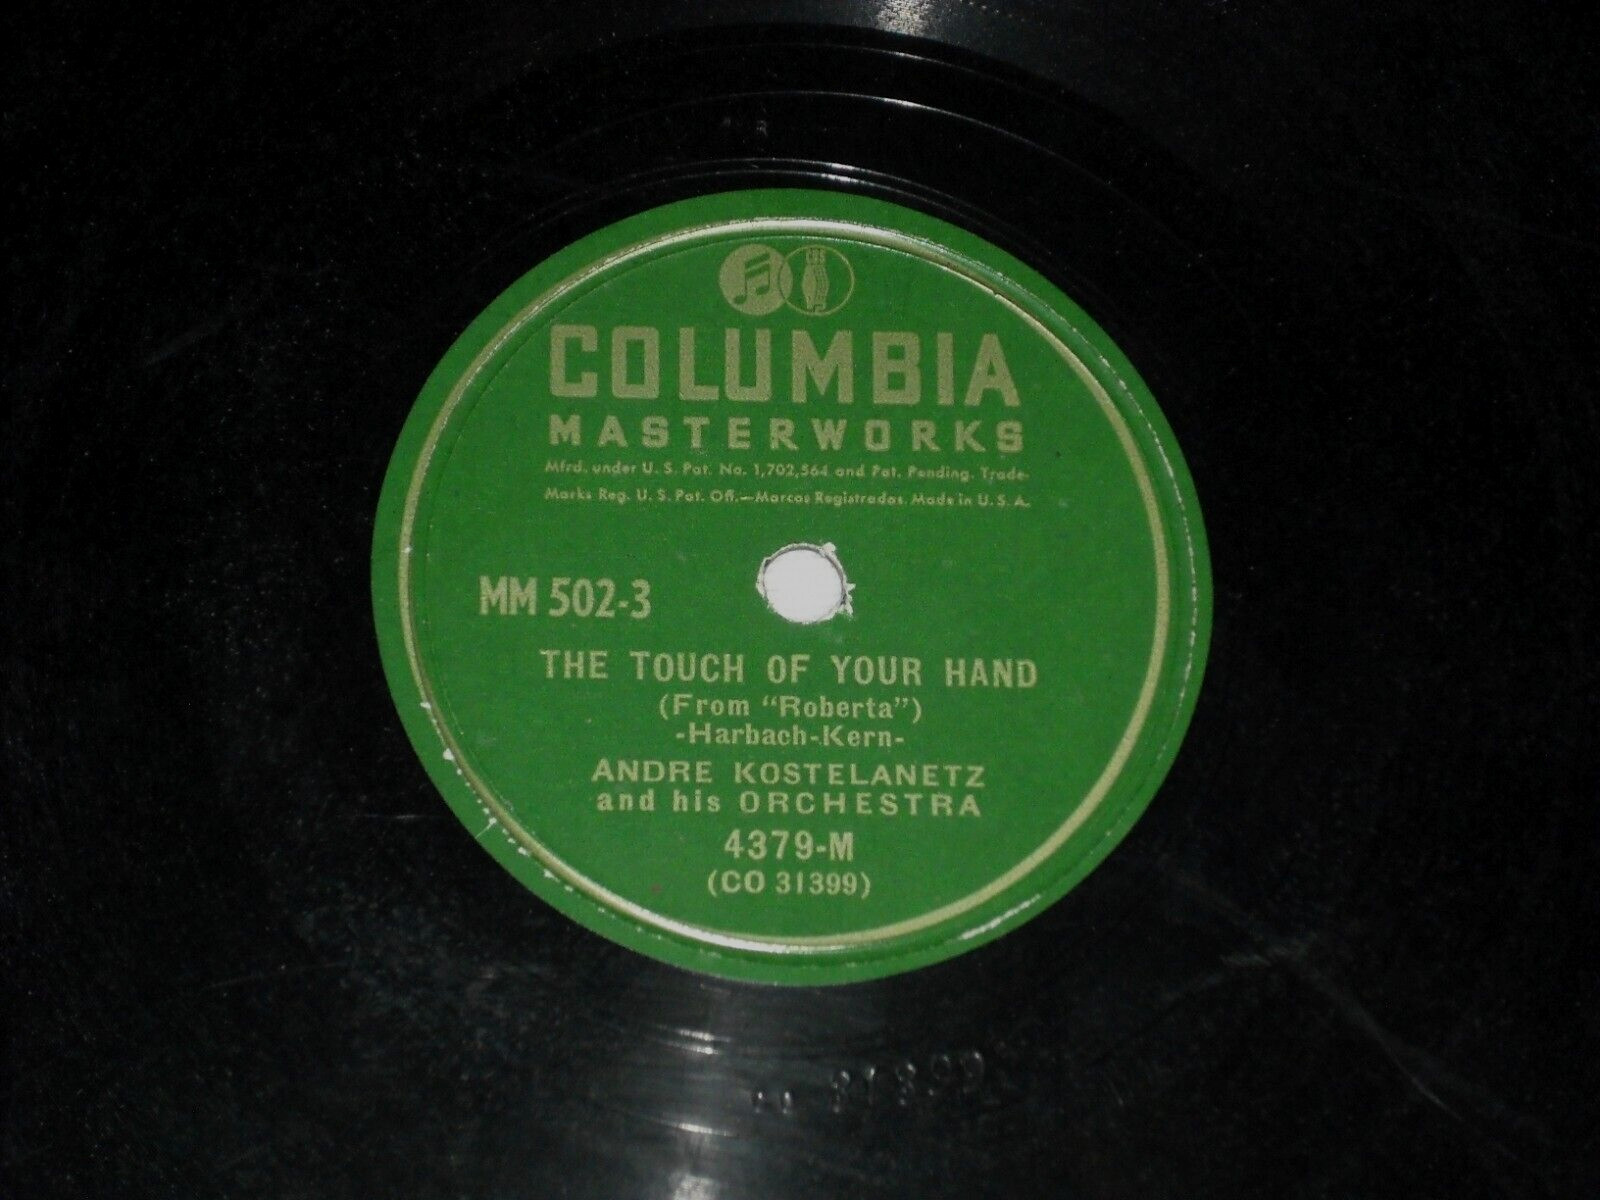 CBS
COLUMBIA
MASTERWORKS
Mfrd. under U. S. Pat. No. 1,702,564 and Pat. Pending. Trade-
Marks Reg. U. S. Pat. Off.—Marcas Registradas. Made in U. S. A.
MM 502-3
THE TOUCH OF YOUR HAND
(From “Roberta”)
-Harbach-Kern-
ANDRE KOSTELANETZ
and his ORCHESTRA
4379-M
(CO 31399)